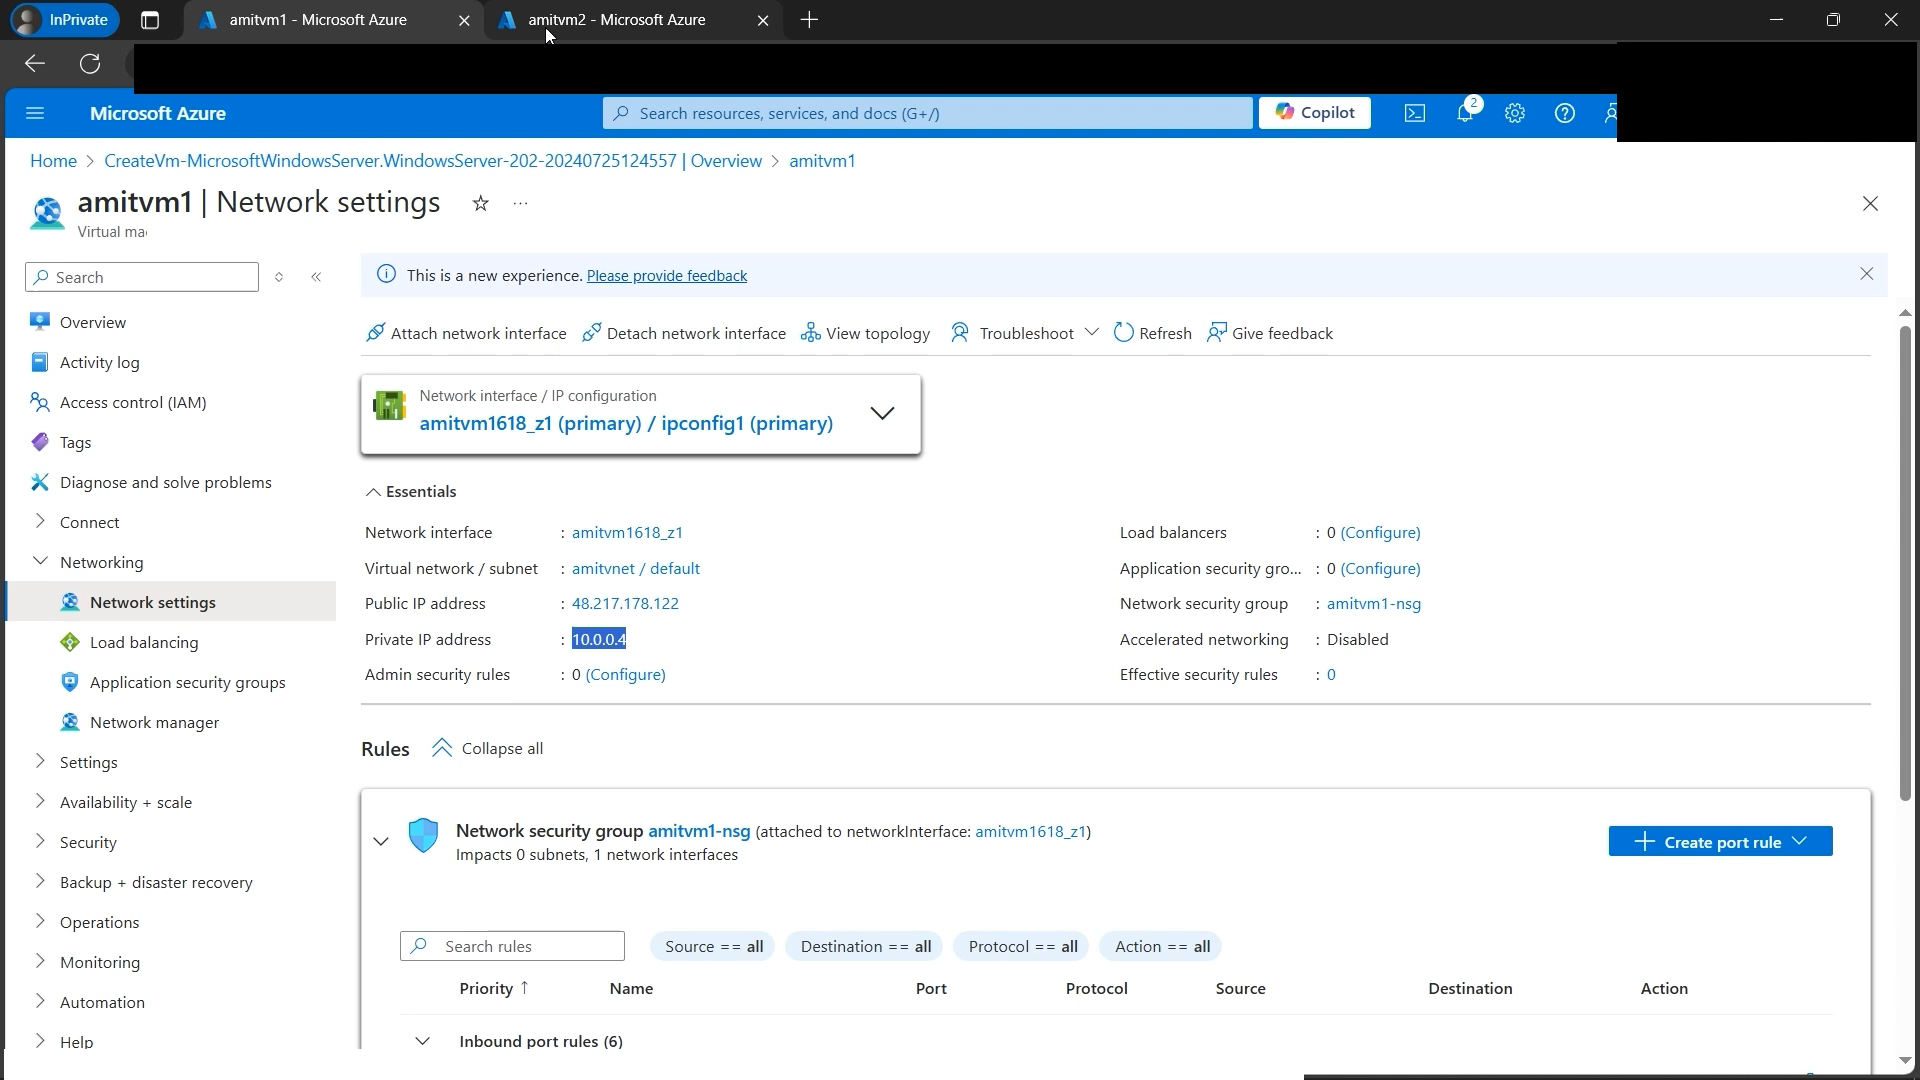 InPrivate
amitvm1 - Microsoft Azure
amitvm2 - Microsoft Azure
Microsoft Azure
Search resources, services, and docs (G+/)
Copilot
2
Home > CreateVm-MicrosoftWindowsServer.WindowsServer-202-20240725124557 | Overview > amitvm1
amitvm1 | Network settings
Virtual
Search
This is a new experience. Please provide feedback
Overview
Activity log
Access control (IAM)
Tags
Diagnose and solve problems
Connect
Networking
Network settings
Load balancing
Application security groups
Network manager
Settings
Availability + scale
Security
Backup + disaster recovery
Operations
Monitoring
Automation
Help
Attach network interface
Detach network interface
View topology
Troubleshoot
Refresh
Give feedback
Network interface / IP configuration
amitvm1618_z1 (primary) / ipconfig1 (primary)
Essentials
Network interface : amitvm1618_z1
Virtual network / subnet : amitvnet / default
Public IP address : 48.217.178.122
Private IP address : 10.0.0.4
Admin security rules : 0 (Configure)
Load balancers : 0 (Configure)
Application security gro... : 0 (Configure)
Network security group : amitvm1-nsg
Accelerated networking : Disabled
Effective security rules : 0
Rules
Collapse all
Network security group amitvm1-nsg (attached to networkInterface: amitvm1618_z1)
Impacts 0 subnets, 1 network interfaces
Create port rule
Search rules
Source == all
Destination == all
Protocol == all
Action == all
Priority ↑ Name Port Protocol Source Destination Action
Inbound port rules (6)